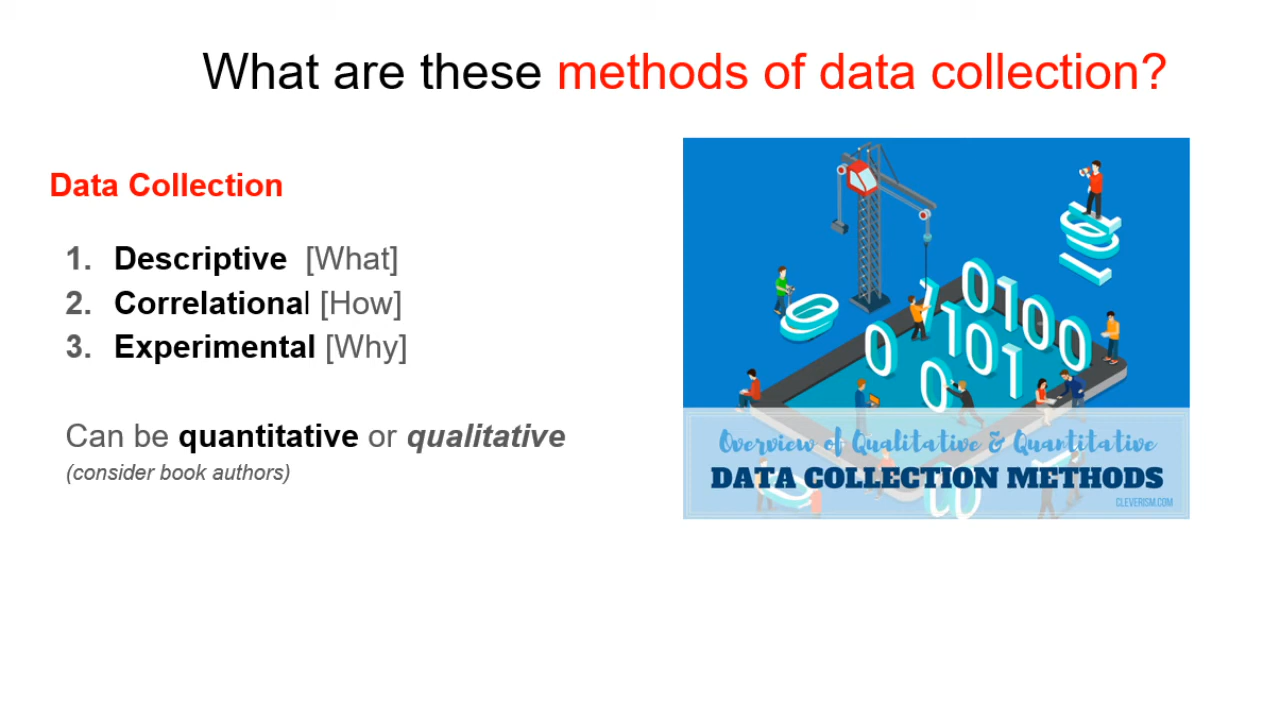 What are these methods of data collection?
Data Collection
1. Descriptive [What]
2. Correlational [How]
3. Experimental [Why]
Can be quantitative or qualitative
(consider book authors)
Overview of Qualitative & Quantitative
DATA COLLECTION METHODS
CLEVERISM.COM